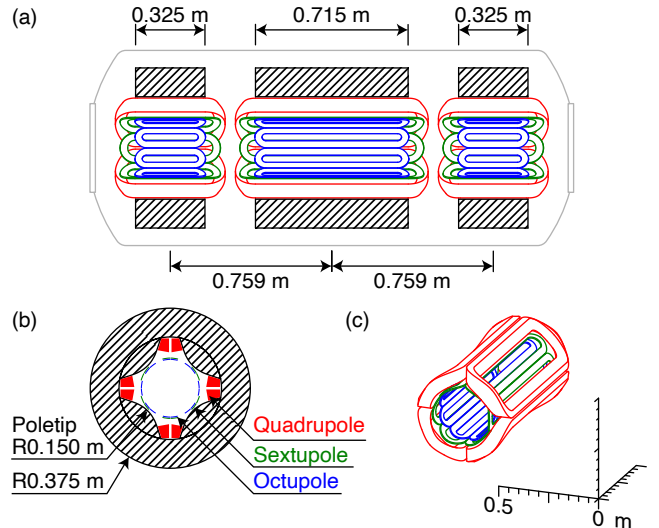 (a)
0.325 m
0.715 m
0.325 m
0.759 m
0.759 m
(b)
Poletip
R0.150 m
R0.375 m
Quadrupole
Sextupole
Octupole
(c)
0.5
0 m